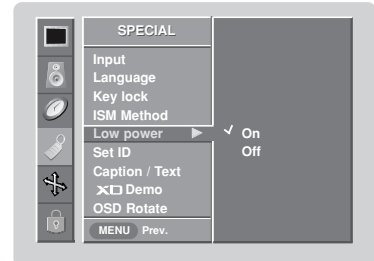 SPECIAL
Input
Language
Key lock
ISM Method
Low power
On
Off
Set ID
Caption / Text
XD Demo
OSD Rotate
MENU Prev.